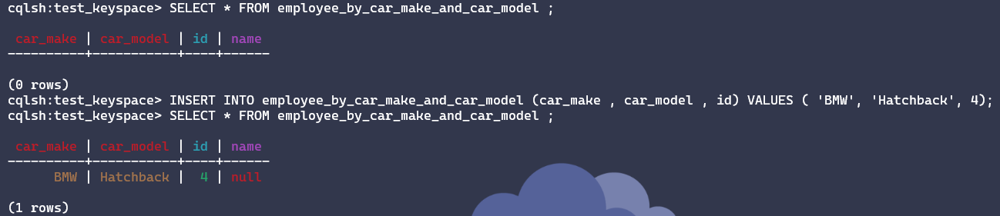 cqlsh:test_keyspace> SELECT * FROM employee_by_car_make_and_car_model ;
car_make | car_model | id | name
----------+-----------+----+------
(0 rows)
cqlsh:test_keyspace> INSERT INTO employee_by_car_make_and_car_model (car_make , car_model , id) VALUES ( 'BMW', 'Hatchback', 4);
cqlsh:test_keyspace> SELECT * FROM employee_by_car_make_and_car_model ;
car_make | car_model | id | name
----------+-----------+----+------
BMW | Hatchback | 4 | null
(1 rows)